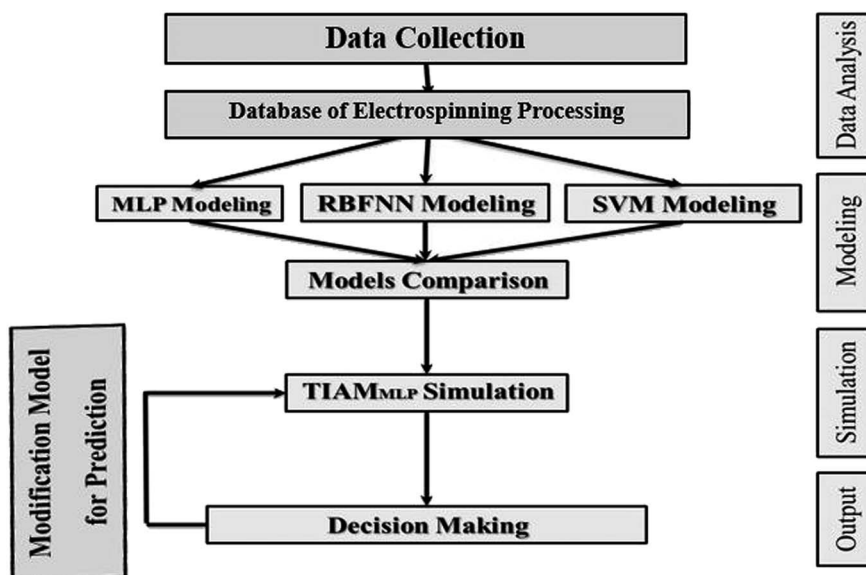 Data Collection
Database of Electrospinning Processing
MLP Modeling
RBFNN Modeling
SVM Modeling
Models Comparison
TIAMMLP Simulation
Decision Making
Modification Model
for Prediction
Data Analysis
Modeling
Simulation
Output